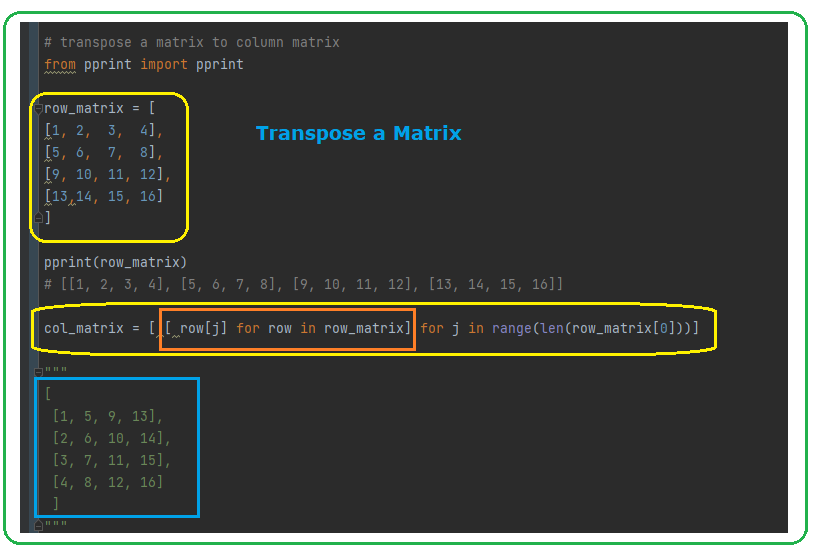 # transpose a matrix to column matrix
from pprint import pprint
row_matrix = [
[1, 2,  3,  4],
Transpose a Matrix
[5, 6,  7,  8],
[9, 10, 11, 12],
[13,14, 15, 16]
]
pprint(row_matrix)
# [[1, 2, 3, 4], [5, 6, 7, 8], [9, 10, 11, 12], [13, 14, 15, 16]]
col_matrix = [ [ row[j] for row in row_matrix] for j in range(len(row_matrix[0]))]
"""
[
[1, 5, 9, 13],
[2, 6, 10, 14],
[3, 7, 11, 15],
[4, 8, 12, 16]
]
"""